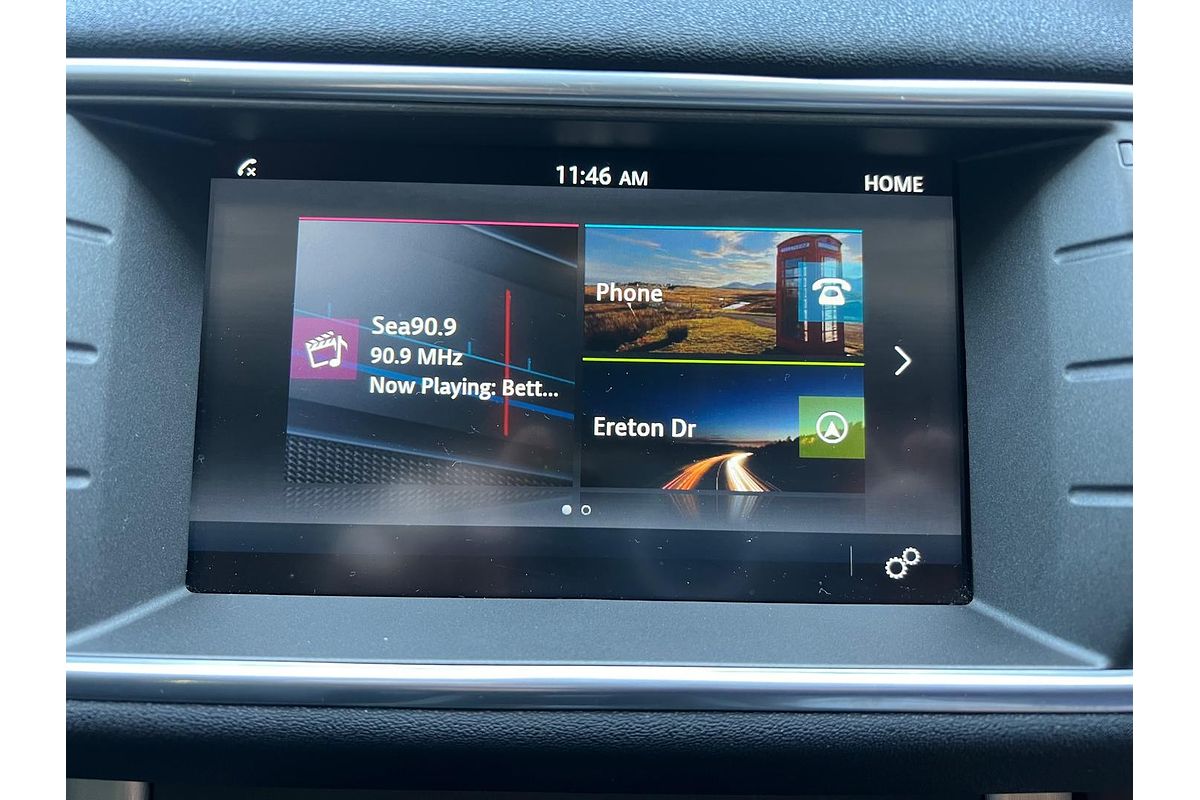 11:46 AM
HOME
Sea90.9
90.9 MHz
Now Playing: Bett...
Phone
Ereton Dr